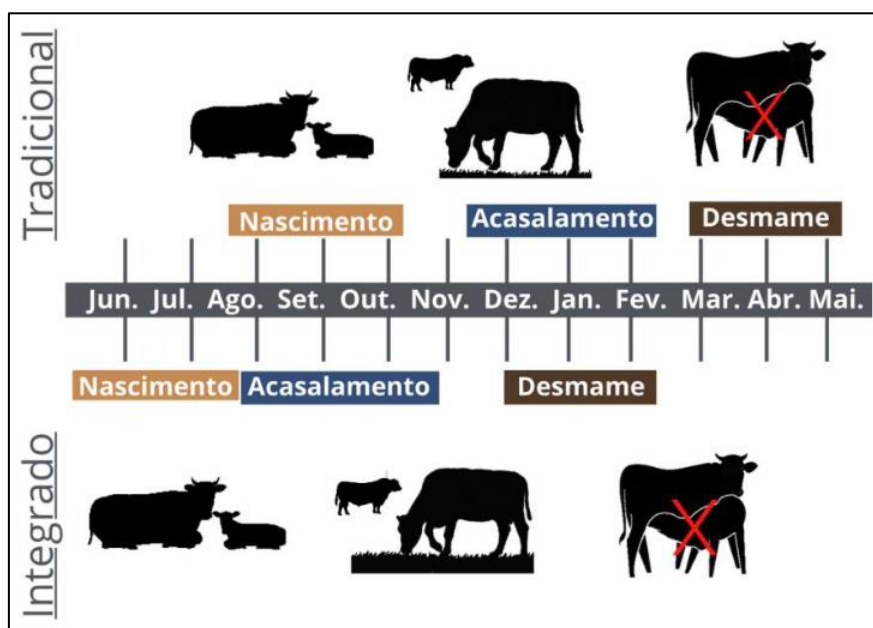 Tradicional
Nascimento
Acasalamento
Desmame
Jun. Jul. Ago. Set. Out. Nov. Dez. Jan. Fev. Mar. Abr. Mai.
Nascimento
Acasalamento
Desmame
Integrado